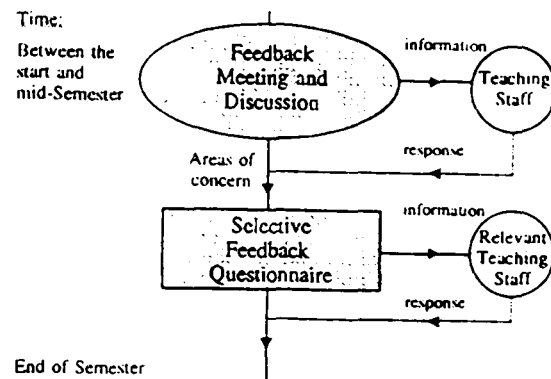 Time:
Between the
start and
mid-Semester
Feedback
Meeting and
Discussion
information
Teaching
Staff
response
Areas of
concern
Selective
Feedback
Questionnaire
information
Relevant
Teaching
Staff
response
End of Semester